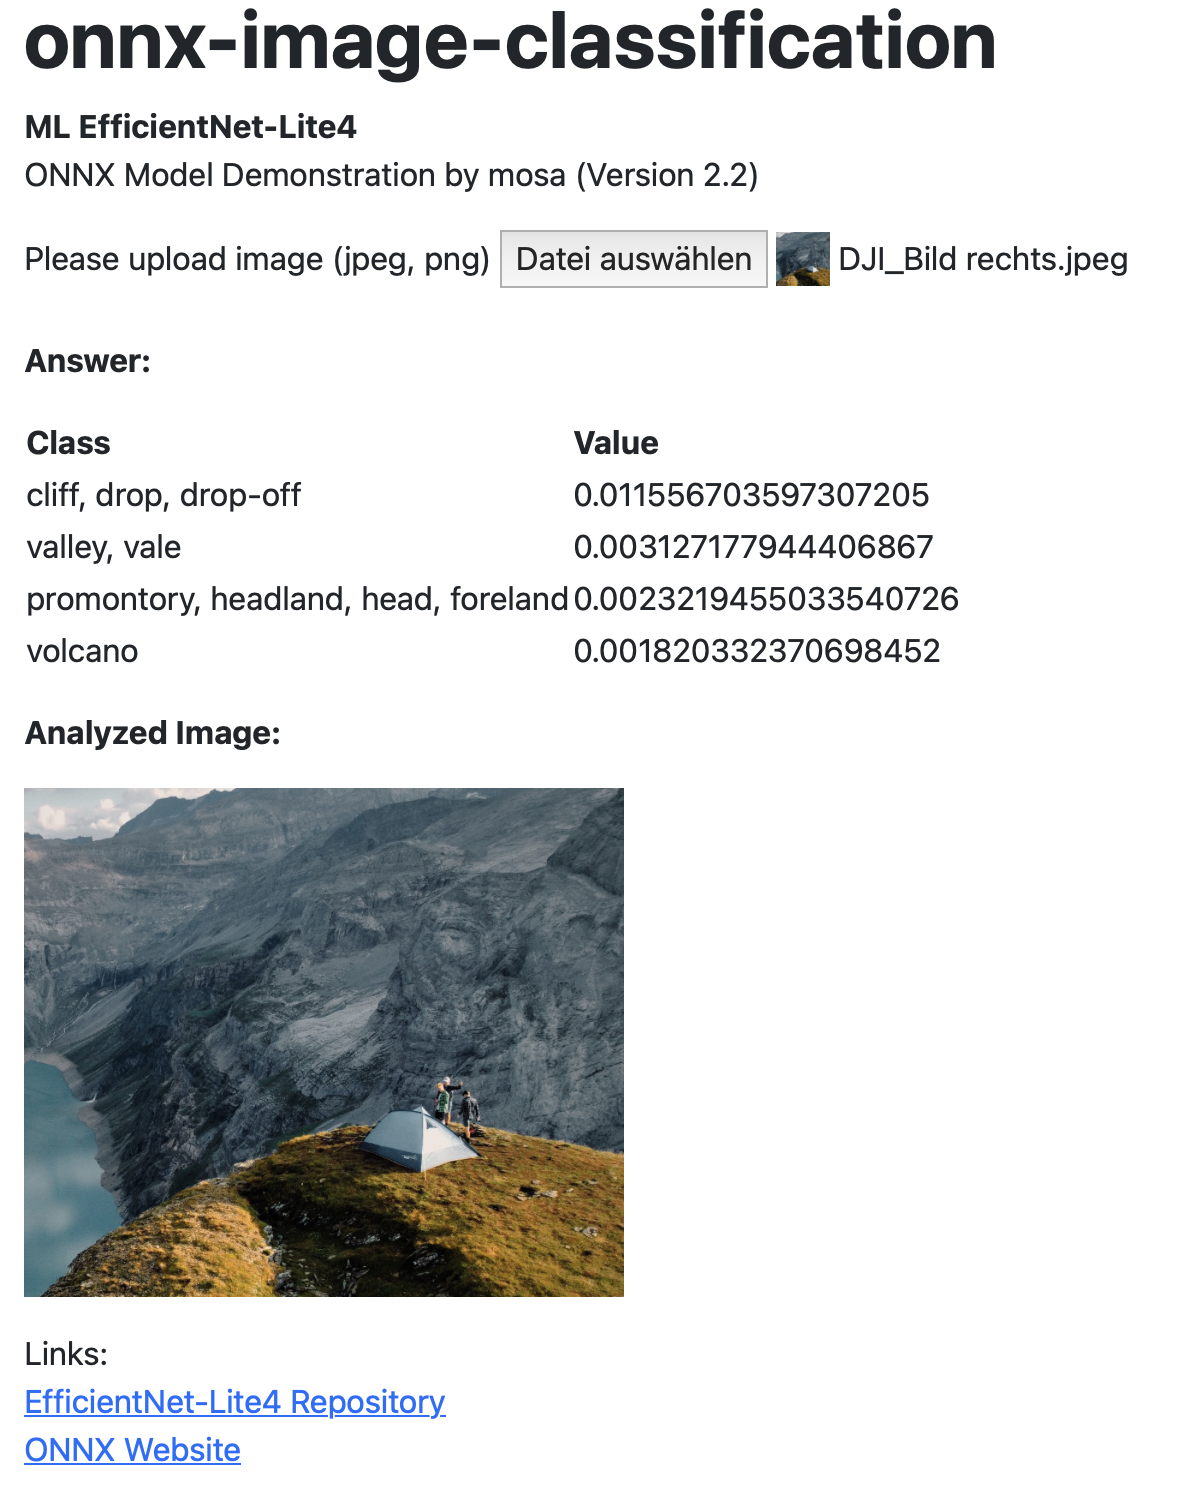 onnx-image-classification
ML EfficientNet-Lite4
ONNX Model Demonstration by mosa (Version 2.2)
Please upload image (jpeg, png) Datei auswählen DJI_Bild rechts.jpeg
Answer:
Class Value
cliff, drop, drop-off 0.011556703597307205
valley, vale 0.003127177944406867
promontory, headland, head, foreland 0.0023219455033540726
volcano 0.001820332370698452
Analyzed Image:
Links:
EfficientNet-Lite4 Repository
ONNX Website